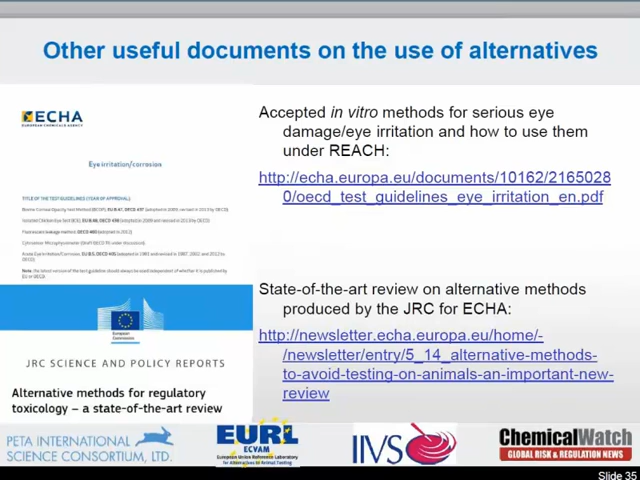 Other useful documents on the use of alternatives
ECHA
EUROPEAN CHEMICALS AGENCY
Eye irritation/corrosion
TITLE OF THE TEST GUIDELINES (YEAR OF APPROVAL)
Accepted in vitro methods for serious eye
damage/eye irritation and how to use them
under REACH:
http://echa.europa.eu/documents/10162/2165028
0/oecd_test_guidelines_eye_irritation_en.pdf
European
Commission
JRC SCIENCE AND POLICY REPORTS
Alternative methods for regulatory
toxicology – a state-of-the-art review
State-of-the-art review on alternative methods
produced by the JRC for ECHA:
http://newsletter.echa.europa.eu/home/-
/newsletter/entry/5_14_alternative-methods-
to-avoid-testing-on-animals-an-important-new-
review
PETA INTERNATIONAL
SCIENCE CONSORTIUM, LTD.
EURL
ECVAM
European Union Reference Laboratory
for Alternatives to Animal Testing
IIVS
ChemicalWatch
GLOBAL RISK & REGULATION NEWS
Slide 35